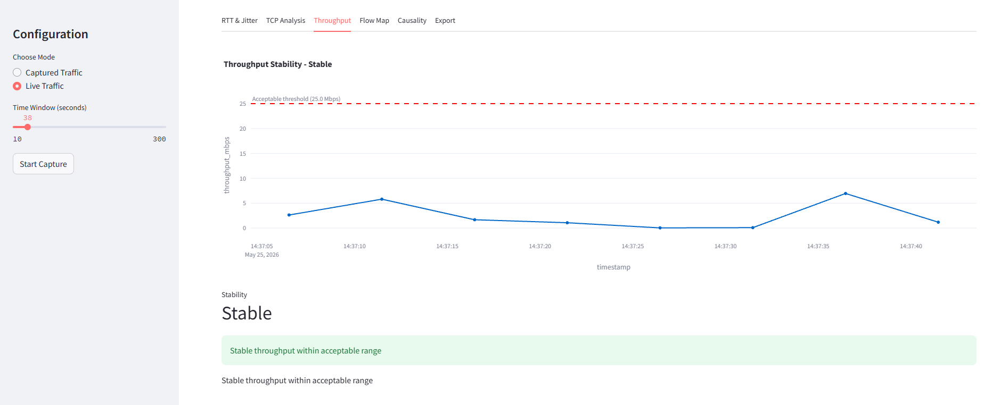 Configuration
Choose Mode
Captured Traffic
Live Traffic
Time Window (seconds)
38
10 300
Start Capture
RTT & Jitter TCP Analysis Throughput Flow Map Causality Export
Throughput Stability - Stable
Acceptable threshold (25.0 Mbps)
25
20
15
10
5
0
throughput_mbps
14:37:05 14:37:10 14:37:15 14:37:20 14:37:25 14:37:30 14:37:35 14:37:40
May 25, 2026
timestamp
Stability
Stable
Stable throughput within acceptable range
Stable throughput within acceptable range